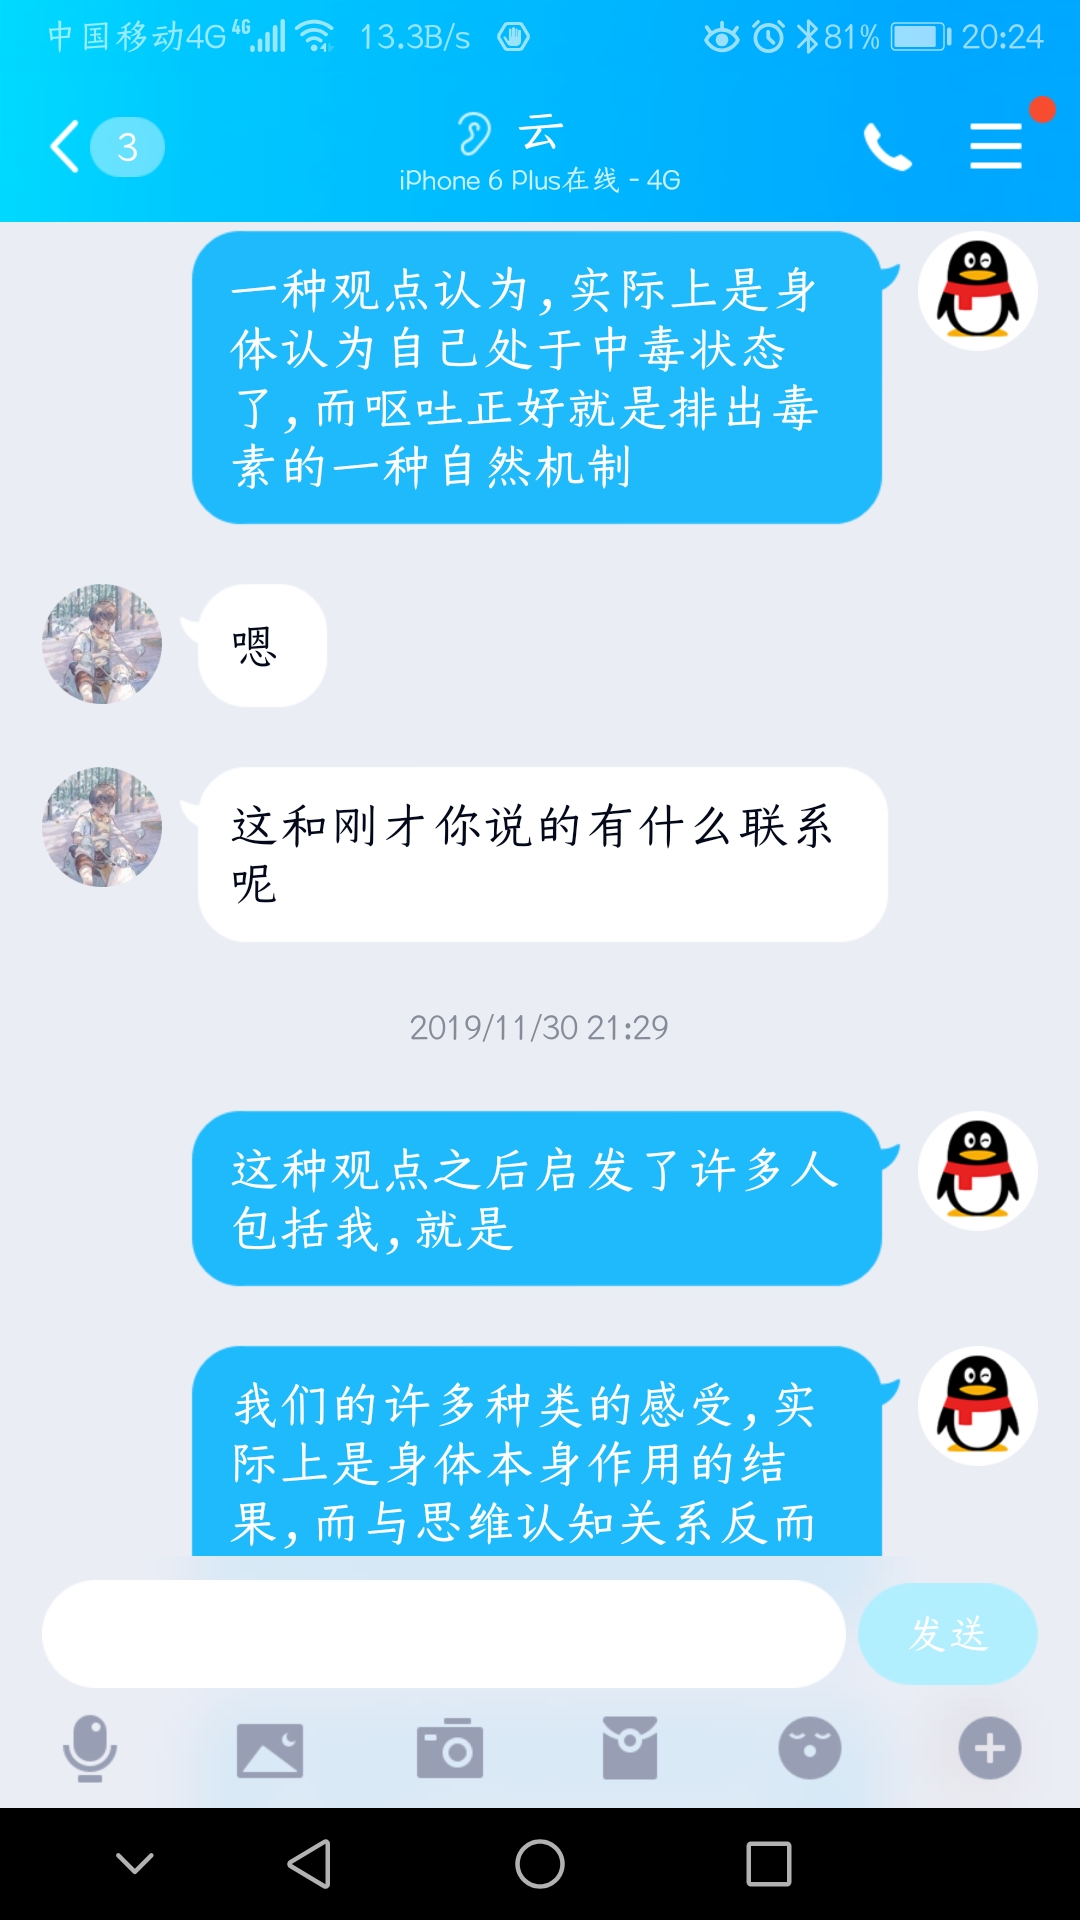 中国移动4G 4G 13.3B/s 81% 20:24
3 云
iPhone 6 Plus在线 - 4G
一种观点认为,实际上是身
体认为自己处于中毒状态
了,而呕吐正好就是排出毒
素的一种自然机制
嗯
这和刚才你说的有什么联系
呢
2019/11/30 21:29
这种观点之后启发了许多人
包括我,就是
我们的许多种类的感受,实
际上是身体本身作用的结
果,而与思维认知关系反而
发送